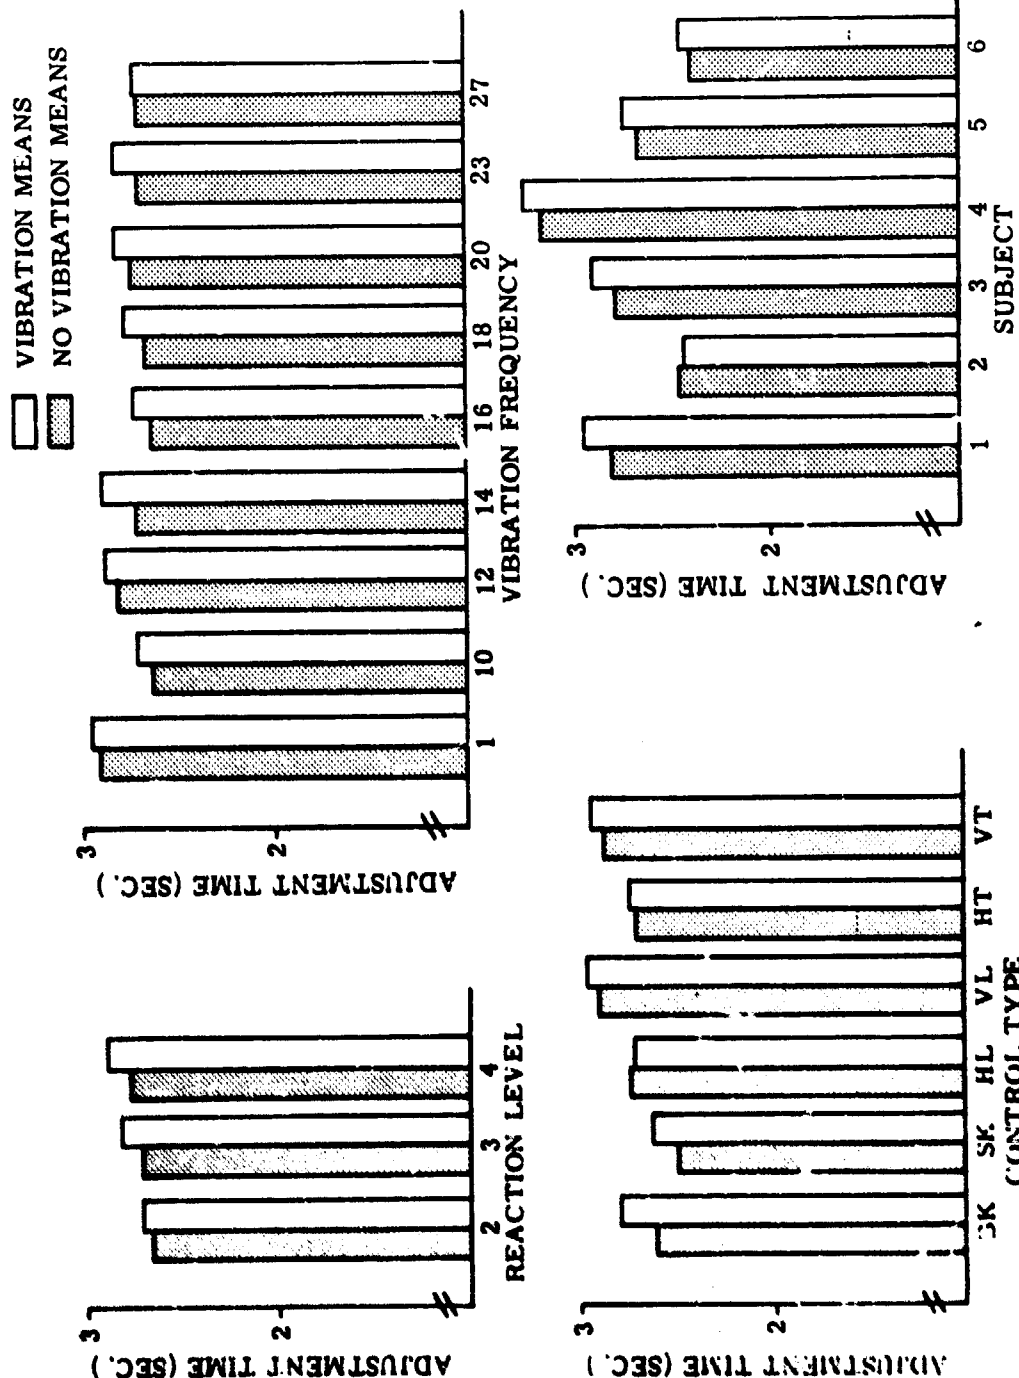 VIBRATION MEANS
NO VIBRATION MEANS
ADJUSTMENT TIME (SEC.)
3
2
2 3 4
REACTION LEVEL
ADJUSTMENT TIME (SEC.)
3
2
1 10 12 14 16 18 20 23 27
VIBRATION FREQUENCY
ADJUSTMENT TIME (SEC.)
3
2
SK HL VL HT VT
CONTROL TYPE
ADJUSTMENT TIME (SEC.)
3
2
1 2 3 4 5 6
SUBJECT